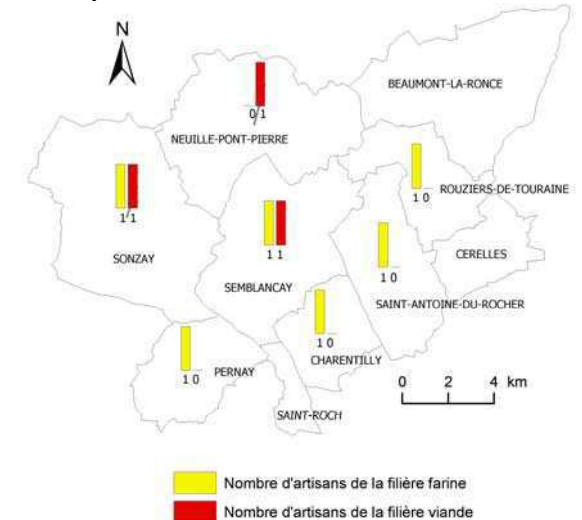 N
BEAUMONT-LA-RONCE
0 1
NEUILLE-PONT-PIERRE
1 0
ROUZIERS-DE-TOURAINE
1 1
SONZAY
1 1
SEMBLANCAY
1 0
CERELLES
SAINT-ANTOINE-DU-ROCHER
1 0
CHARENTILLY
1 0
PERNAY
SAINT-ROCH
0 2 4 km
Nombre d'artisans de la filière farine
Nombre d'artisans de la filière viande